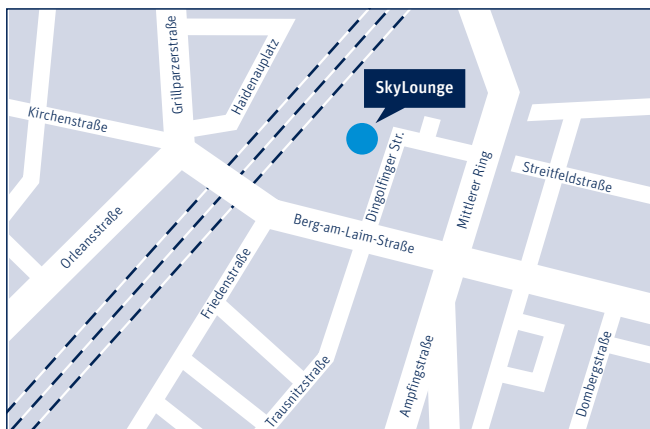 Grillparzerstraße
Haidenauplatz
SkyLounge
Kirchenstraße
Dingolfinger Str.
Mittlerer Ring
Streitfeldstraße
Orleansstraße
Berg-am-Laim-Straße
Friedenstraße
Trausnitzstraße
Ampfingstraße
Dombergstraße